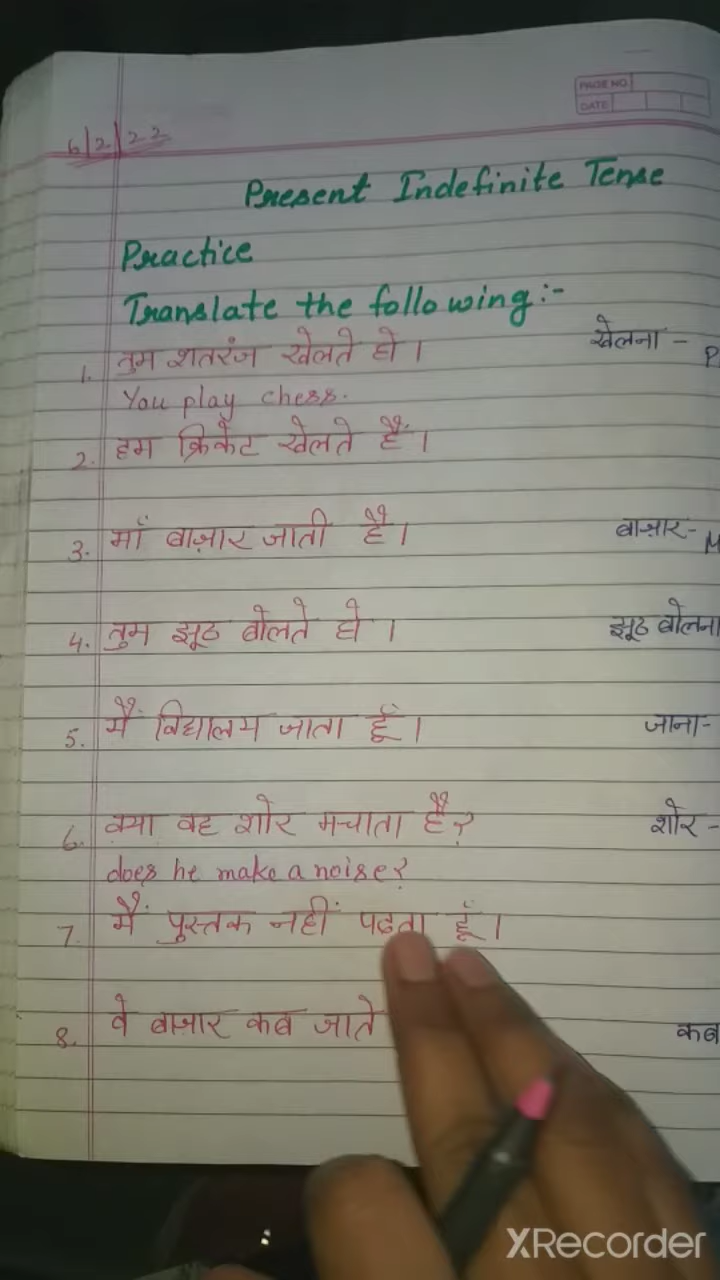 PAGE NO.
DATE
6/2/22
Present Indefinite Tense
Practice
Translate the following:-
1. तुम शतरंज खेलते हो। खेलना - P
You play chess.
2. हम क्रिकेट खेलते हैं।
3. माँ बाज़ार जाती है। बाज़ार- M
4. तुम झूठ बोलते हो। झूठ बोलना
5. मैं विद्यालय जाता हूँ। जाना-
6. क्या वह शोर मचाता है? शोर -
does he make a noise?
7. मैं पुस्तक नहीं पढता हूँ।
8. वे बाज़ार कब जाते कब
XRecorder